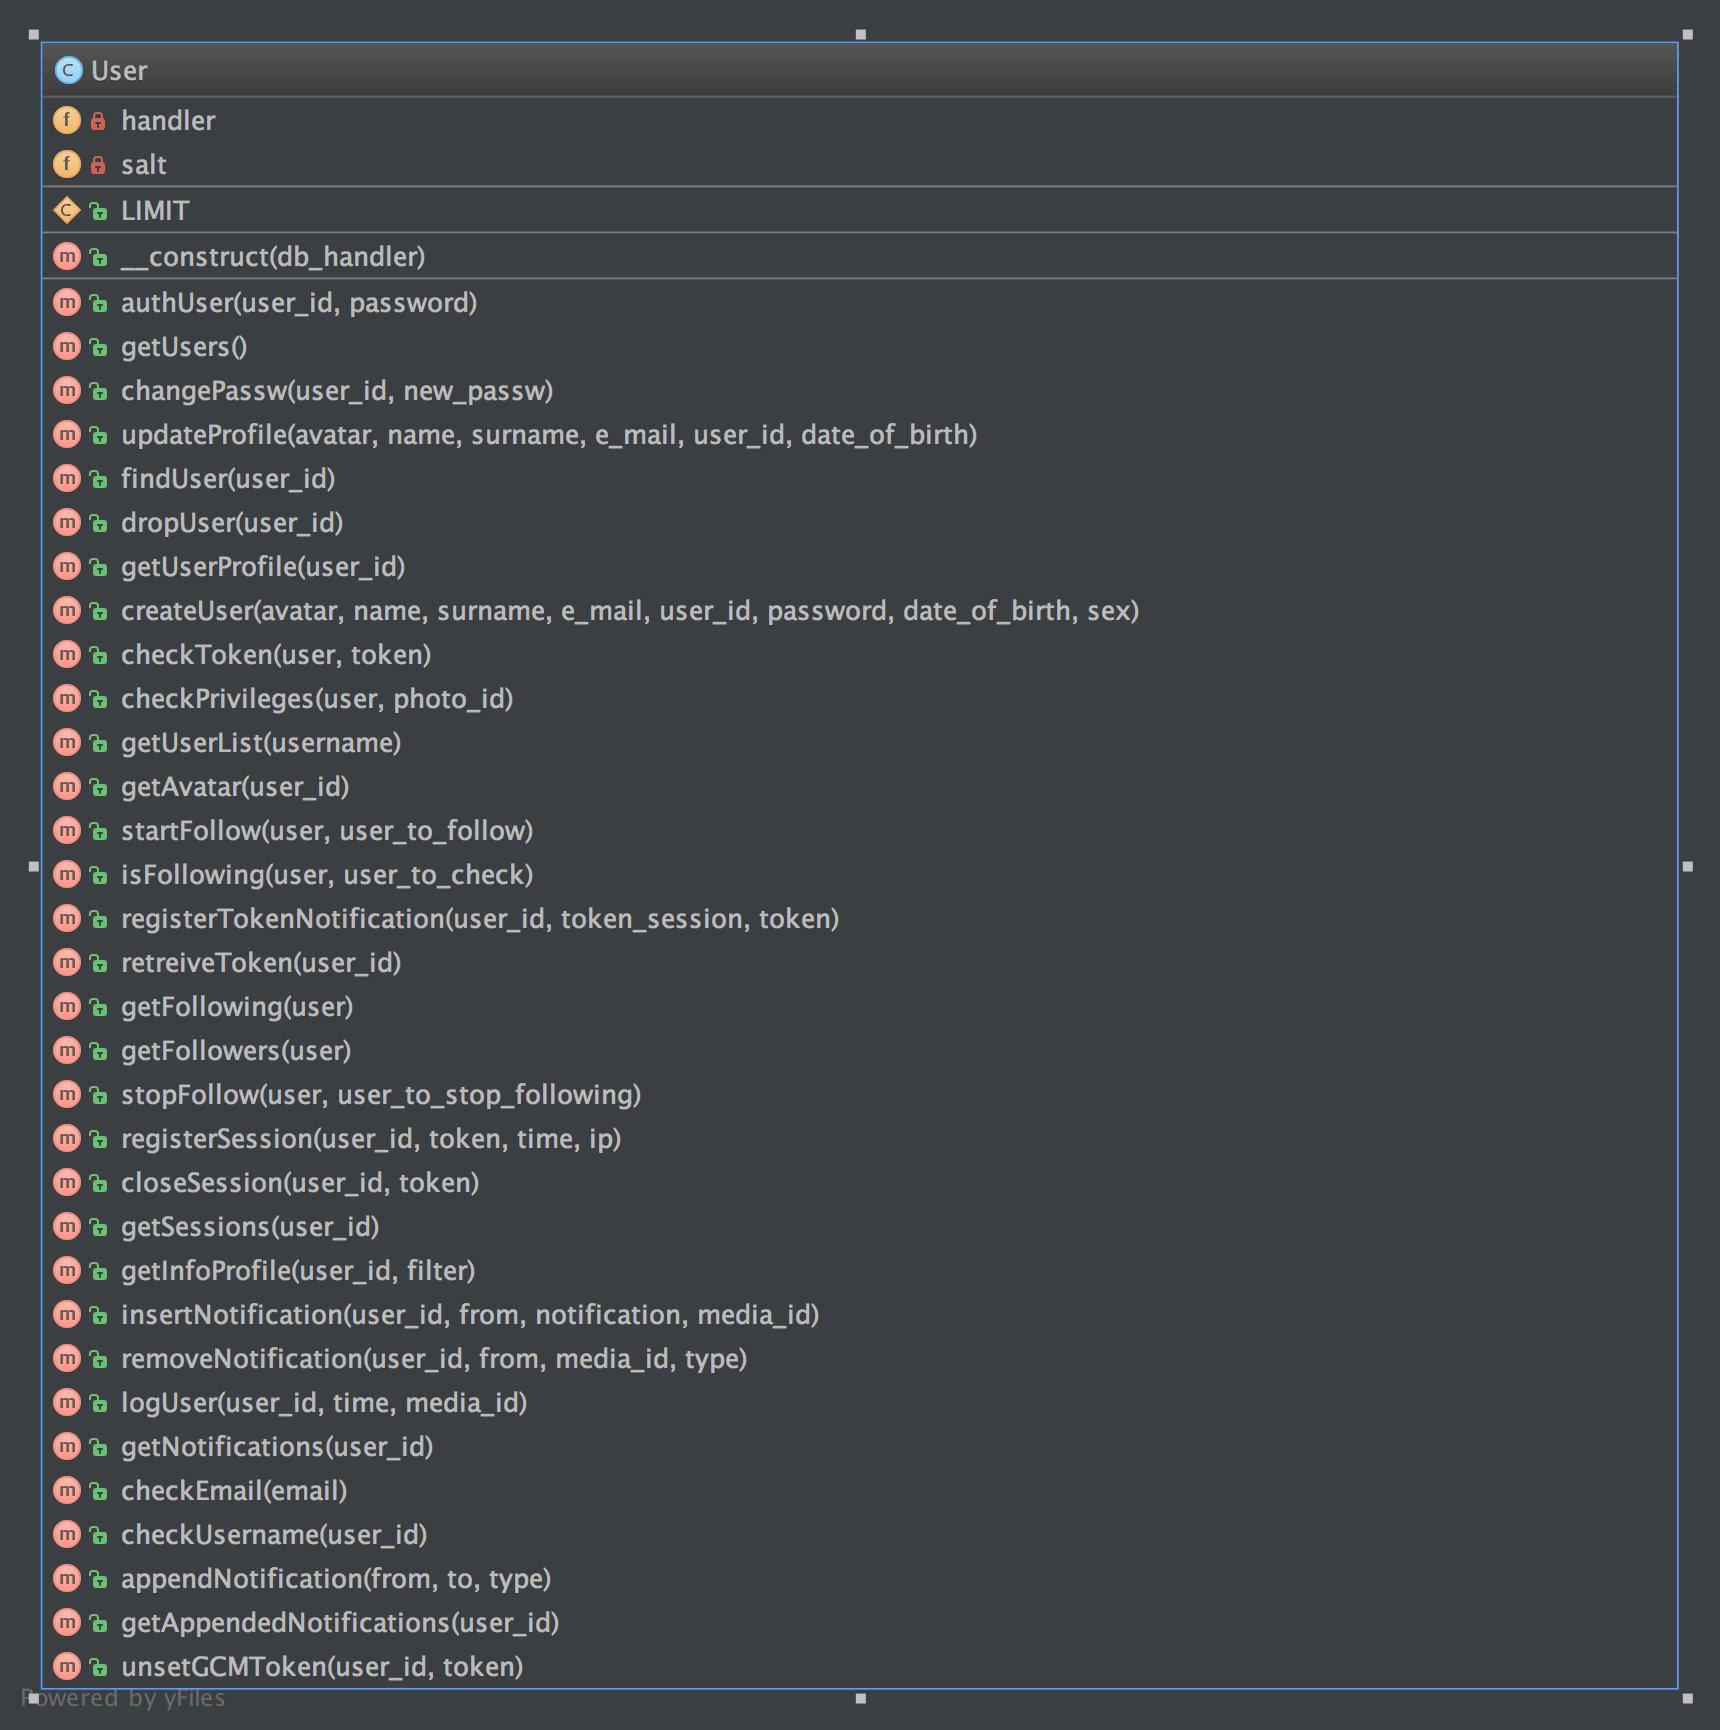 C User
f handler
f salt
C LIMIT
m __construct(db_handler)
m authUser(user_id, password)
m getUsers()
m changePassw(user_id, new_passw)
m updateProfile(avatar, name, surname, e_mail, user_id, date_of_birth)
m findUser(user_id)
m dropUser(user_id)
m getUserProfile(user_id)
m createUser(avatar, name, surname, e_mail, user_id, password, date_of_birth, sex)
m checkToken(user, token)
m checkPrivileges(user, photo_id)
m getUserList(username)
m getAvatar(user_id)
m startFollow(user, user_to_follow)
m isFollowing(user, user_to_check)
m registerTokenNotification(user_id, token_session, token)
m retreiveToken(user_id)
m getFollowing(user)
m getFollowers(user)
m stopFollow(user, user_to_stop_following)
m registerSession(user_id, token, time, ip)
m closeSession(user_id, token)
m getSessions(user_id)
m getInfoProfile(user_id, filter)
m insertNotification(user_id, from, notification, media_id)
m removeNotification(user_id, from, media_id, type)
m logUser(user_id, time, media_id)
m getNotifications(user_id)
m checkEmail(email)
m checkUsername(user_id)
m appendNotification(from, to, type)
m getAppendedNotifications(user_id)
m unsetGCMToken(user_id, token)
Powered by yFiles